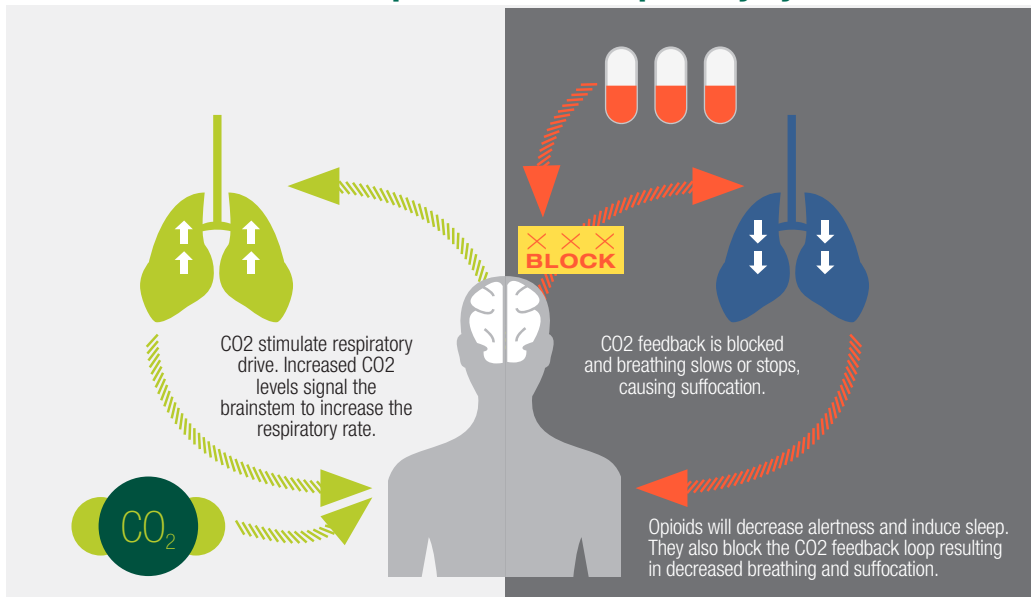 BLOCK
CO2 stimulate respiratory
drive. Increased CO2
levels signal the
brainstem to increase the
respiratory rate.
CO2 feedback is blocked
and breathing slows or stops,
causing suffocation.
CO₂
Opioids will decrease alertness and induce sleep.
They also block the CO2 feedback loop resulting
in decreased breathing and suffocation.